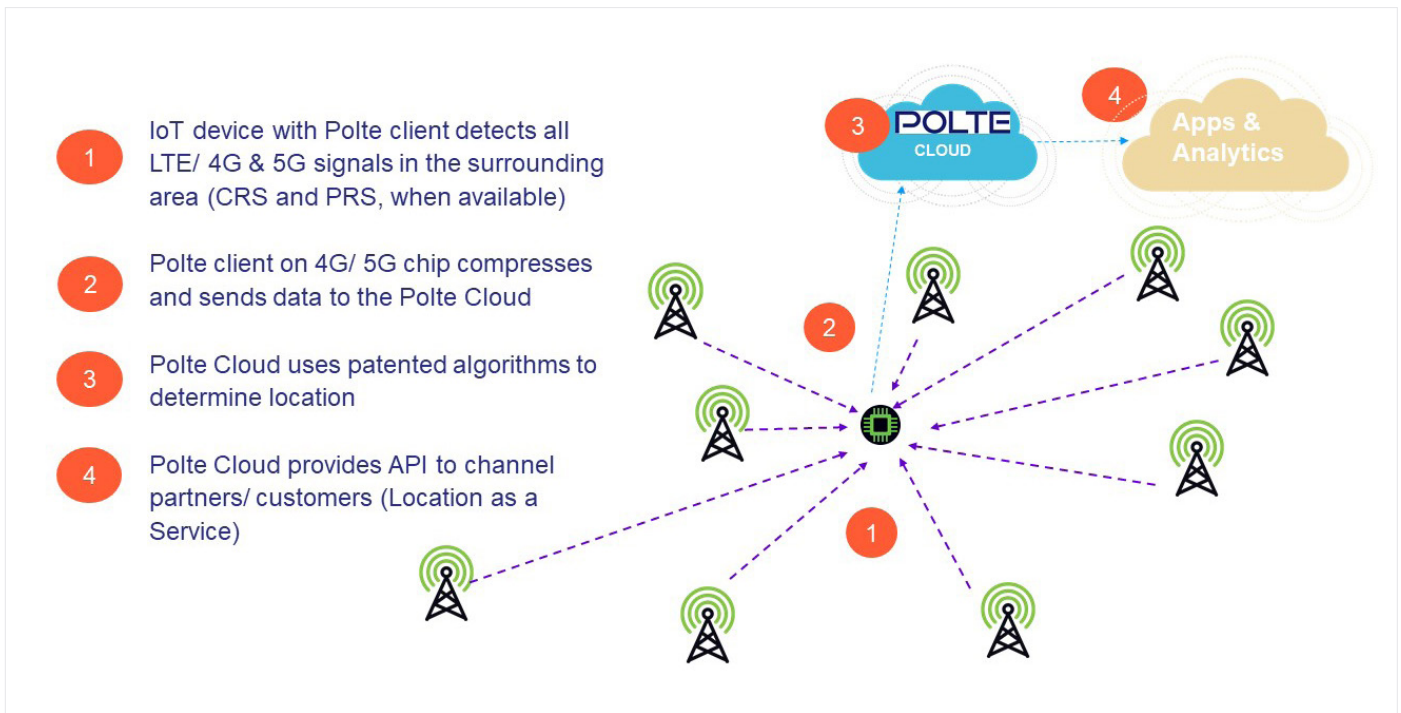 1
IoT device with Polte client detects all
LTE/ 4G & 5G signals in the surrounding
area (CRS and PRS, when available)
2
Polte client on 4G/ 5G chip compresses
and sends data to the Polte Cloud
3
Polte Cloud uses patented algorithms to
determine location
4
Polte Cloud provides API to channel
partners/ customers (Location as a
Service)
3
POLTE
CLOUD
4
Apps &
Analytics
2
1